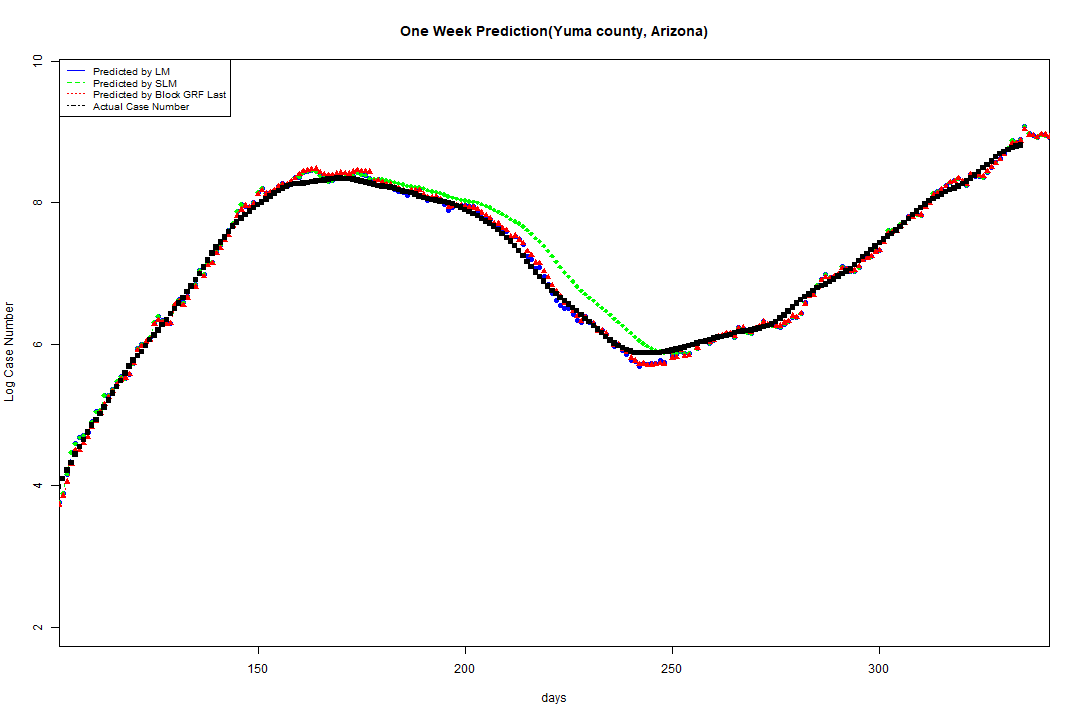 One Week Prediction(Yuma county, Arizona)
Predicted by LM
Predicted by SLM
Predicted by Block GRF Last
Actual Case Number
10
8
6
4
2
Log Case Number
150 200 250 300
days